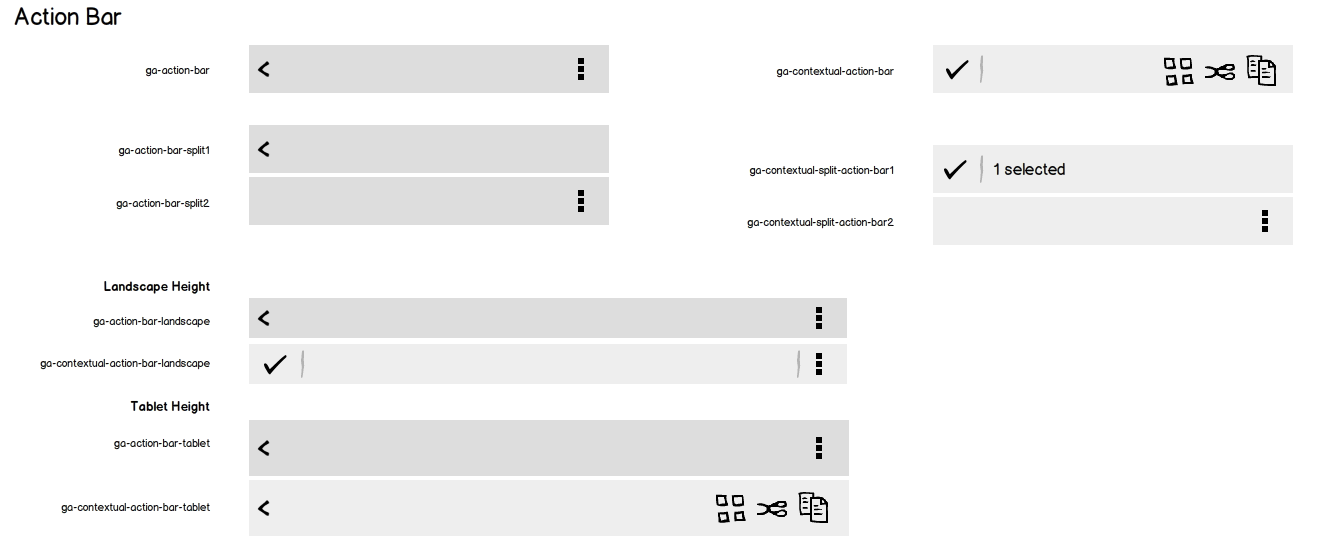 Action Bar
ga-action-bar
ga-contextual-action-bar
ga-action-bar-split1
ga-contextual-split-action-bar1
1 selected
ga-action-bar-split2
ga-contextual-split-action-bar2
Landscape Height
ga-action-bar-landscape
ga-contextual-action-bar-landscape
Tablet Height
ga-action-bar-tablet
ga-contextual-action-bar-tablet